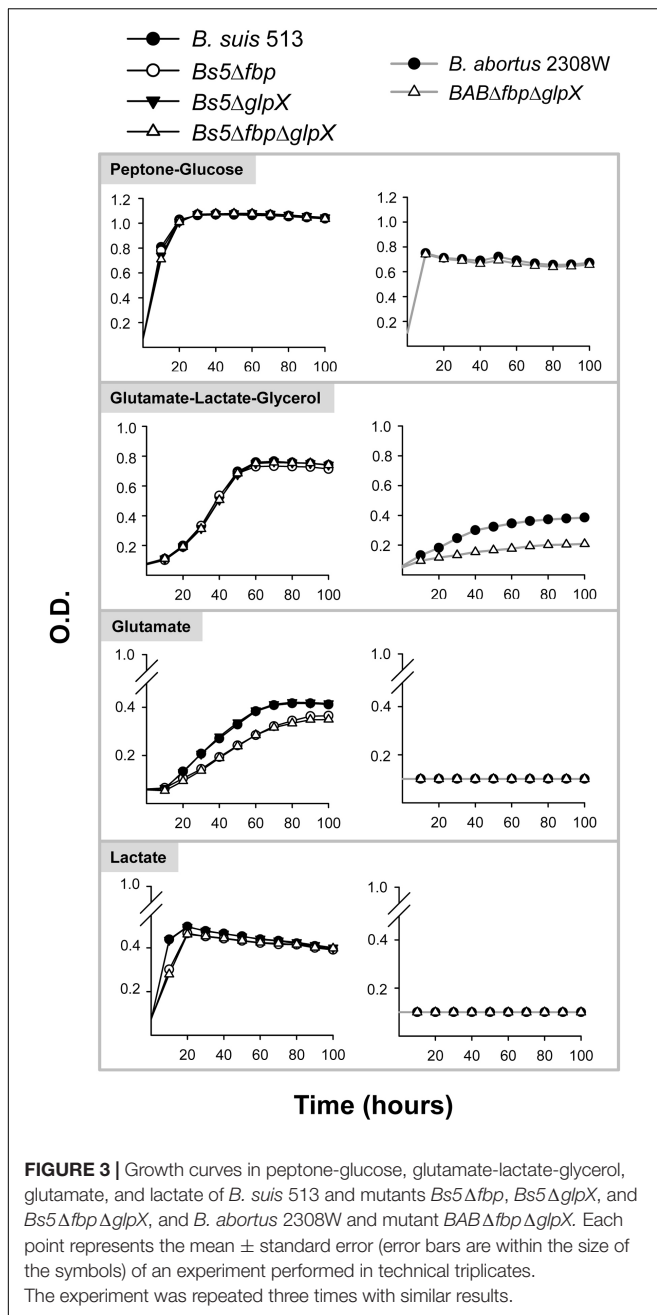 B. suis 513
Bs5Δfbp
Bs5ΔglpX
Bs5ΔfbpΔglpX
B. abortus 2308W
BABΔfbpΔglpX
Peptone-Glucose
1.2
1.0
0.8
0.6
0.4
0.2
20 40 60 80 100
1.2
1.0
0.8
0.6
0.4
0.2
20 40 60 80 100
Glutamate-Lactate-Glycerol
1.0
0.8
0.6
0.4
0.2
20 40 60 80 100
1.0
0.8
0.6
0.4
0.2
20 40 60 80 100
O.D.
Glutamate
1.0
0.4
0.2
20 40 60 80 100
1.0
0.4
0.2
20 40 60 80 100
Lactate
1.0
0.4
0.2
20 40 60 80 100
1.0
0.4
0.2
20 40 60 80 100
Time (hours)
FIGURE 3 | Growth curves in peptone-glucose, glutamate-lactate-glycerol,
glutamate, and lactate of B. suis 513 and mutants Bs5Δfbp, Bs5ΔglpX, and
Bs5ΔfbpΔglpX, and B. abortus 2308W and mutant BABΔfbpΔglpX. Each
point represents the mean ± standard error (error bars are within the size of
the symbols) of an experiment performed in technical triplicates.
The experiment was repeated three times with similar results.